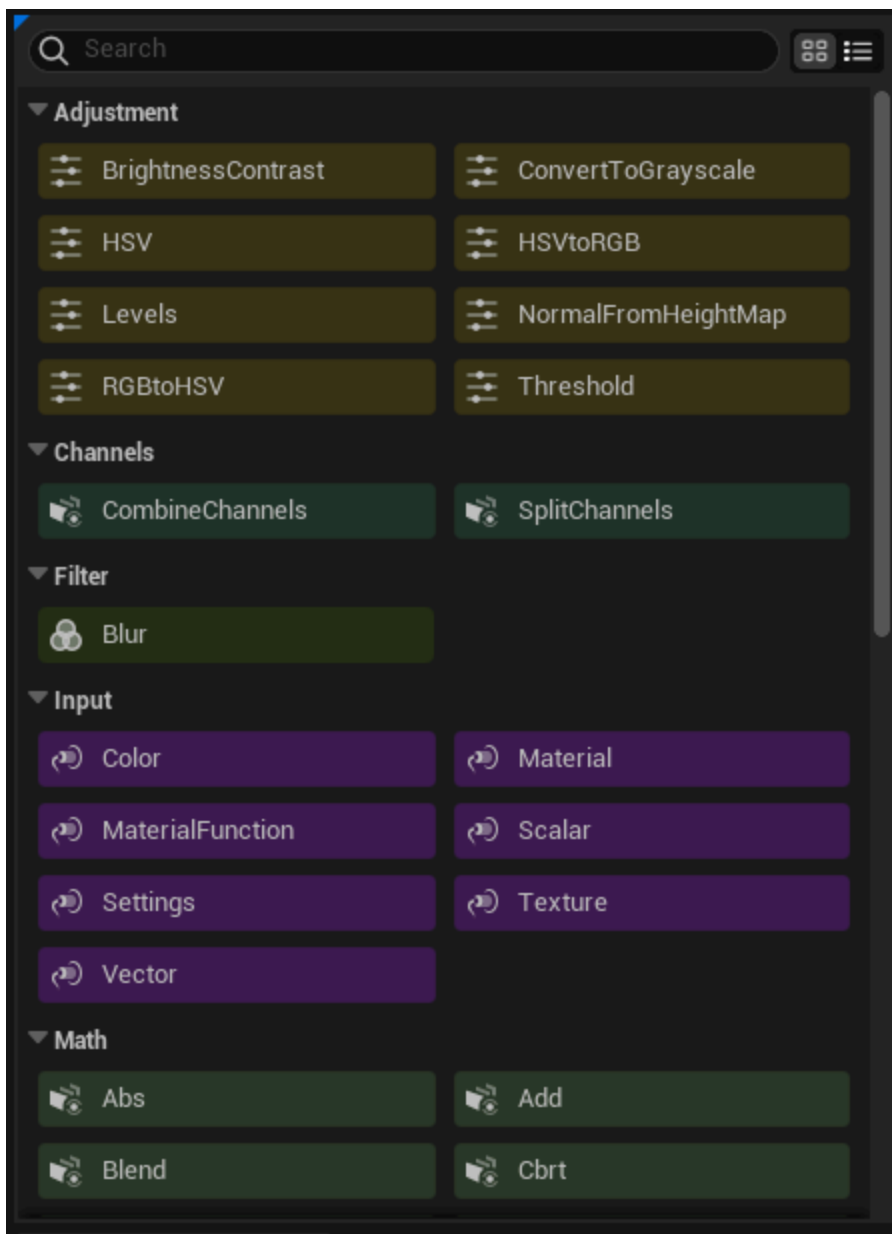 Search
Adjustment
BrightnessContrast ConvertToGrayscale
HSV HSVtoRGB
Levels NormalFromHeightMap
RGBtoHSV Threshold
Channels
CombineChannels SplitChannels
Filter
Blur
Input
Color Material
MaterialFunction Scalar
Settings Texture
Vector
Math
Abs Add
Blend Cbrt